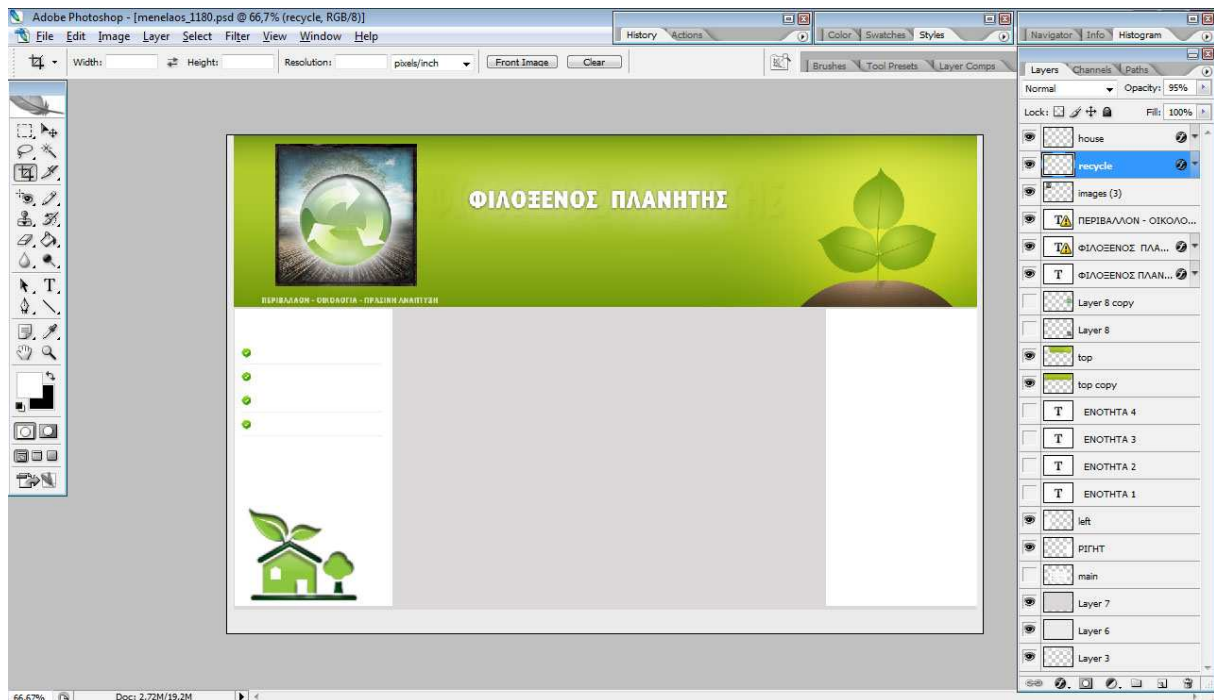 Adobe Photoshop - [menelaos_1180.psd @ 66,7% (recycle, RGB/8)]
File Edit Image Layer Select Filter View Window Help
History Actions
Color Swatches Styles
Navigator Info Histogram
Width: Height: Resolution: pixels/inch Front Image Clear
Brushes Tool Presets Layer Comps
Layers Channels Paths
Normal Opacity: 95%
Lock: Fill: 100%
house
recycle
images (3)
ΠΕΡΙΒΑΛΛΟΝ - ΟΙΚΟΛΟ...
ΦΙΛΟΞΕΝΟΣ ΠΛΑ...
ΦΙΛΟΞΕΝΟΣ ΠΛΑΝ...
Layer 8 copy
Layer 8
top
top copy
T ΕΝΟΤΗΤΑ 4
T ΕΝΟΤΗΤΑ 3
T ΕΝΟΤΗΤΑ 2
T ΕΝΟΤΗΤΑ 1
left
ΡΙΓΗΤ
main
Layer 7
Layer 6
Layer 3
ΦΙΛΟΞΕΝΟΣ ΠΛΑΝΗΤΗΣ
ΠΕΡΙΒΑΛΛΟΝ - ΟΙΚΟΛΟΓΙΑ - ΠΡΑΣΙΝΗ ΑΝΑΠΤΥΞΗ
66,67% Doc: 2,72M/19,2M